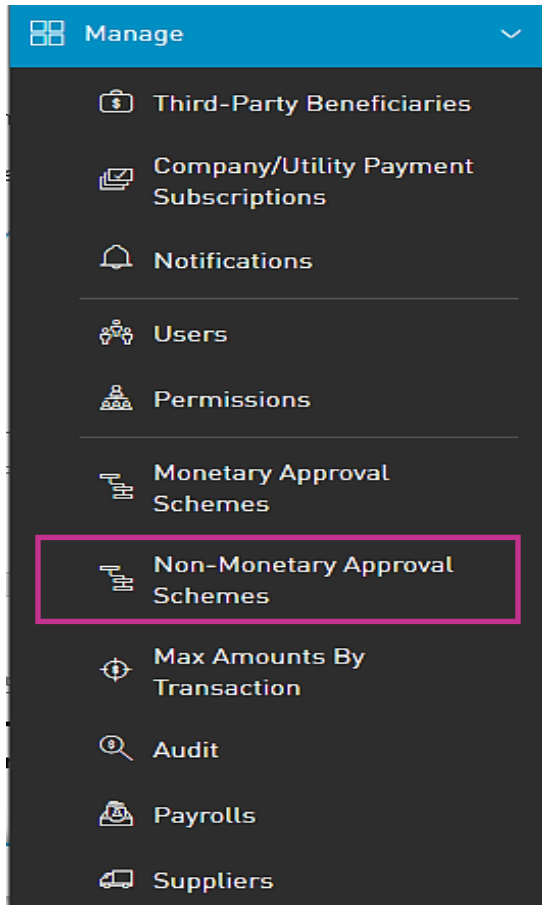 Manage
Third-Party Beneficiaries
Company/Utility Payment
Subscriptions
Notifications
Users
Permissions
Monetary Approval
Schemes
Non-Monetary Approval
Schemes
Max Amounts By
Transaction
Audit
Payrolls
Suppliers